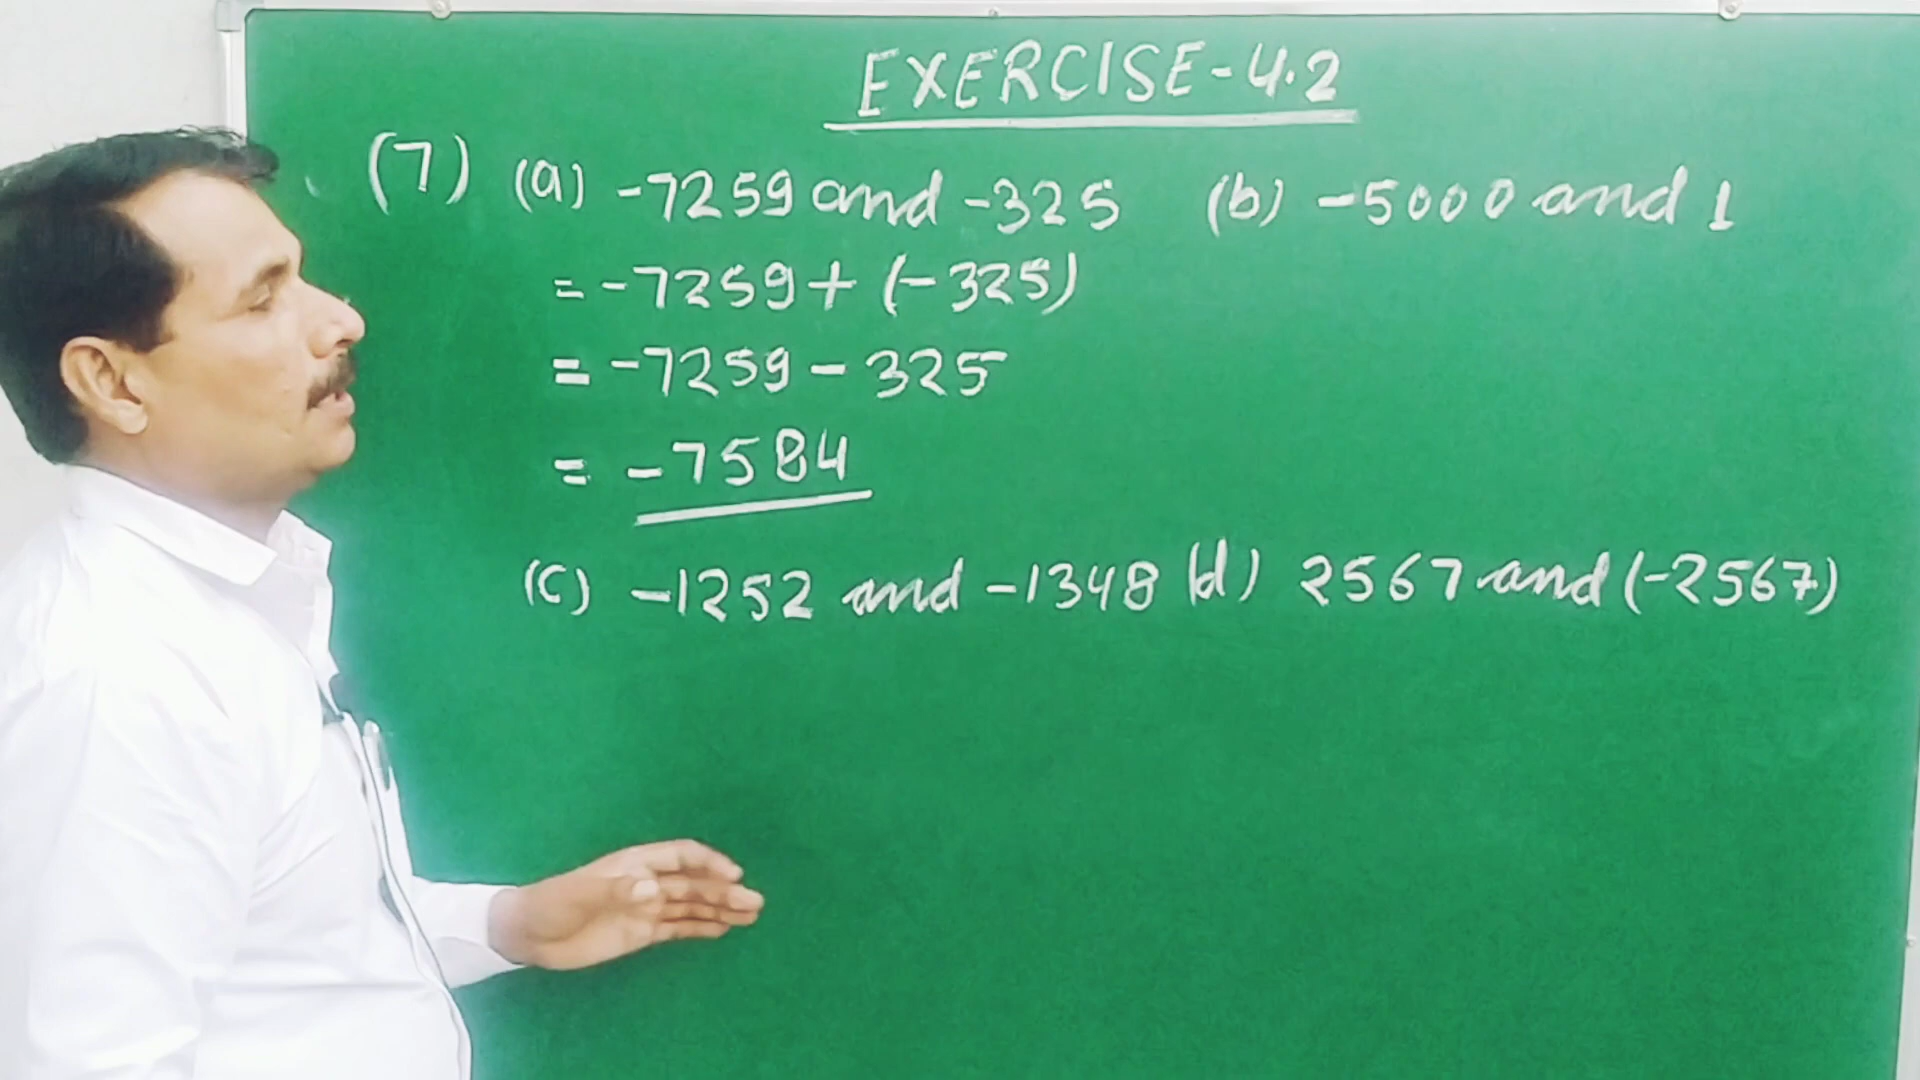 EXERCISE-4.2
(7) (a) -7259 and -325 (b) -5000 and 1
= -7259 + (-325)
= -7259 - 325
= -7584
(c) -1252 and -1348 (d) 2567 and (-2567)